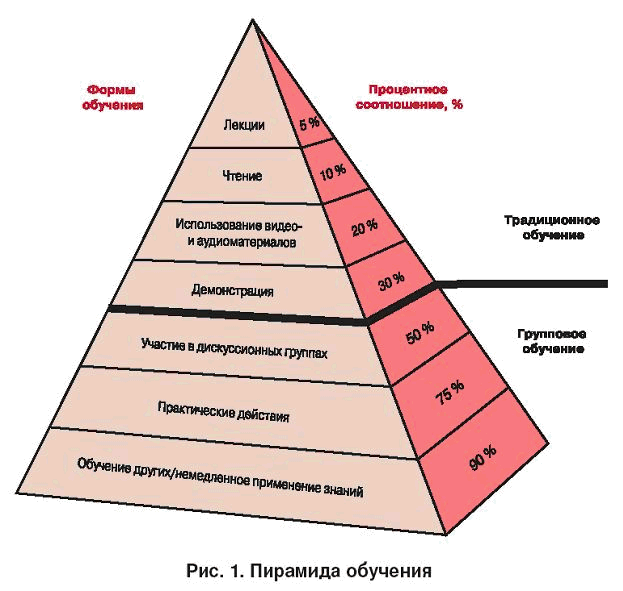 Формы
обучения
Процентное
соотношение, %
Лекции
5 %
Чтение
10 %
Использование видео-
и аудиоматериалов
20 %
Традиционное
обучение
Демонстрация
30 %
Групповое
обучение
Участие в дискуссионных группах
50 %
Практические действия
75 %
Обучение других/немедленное применение знаний
90 %
Рис. 1. Пирамида обучения